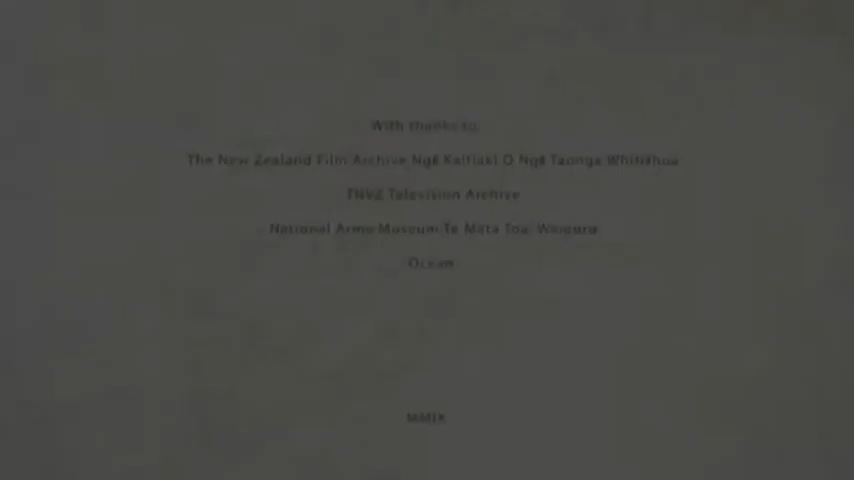 With thanks to:
The New Zealand Film Archive Ngā Kaitiaki O Ngā Taonga Whitiāhua
TNVZ Television Archive
National Army Museum Te Mata Toa, Waiouru
Ocean
MMIX